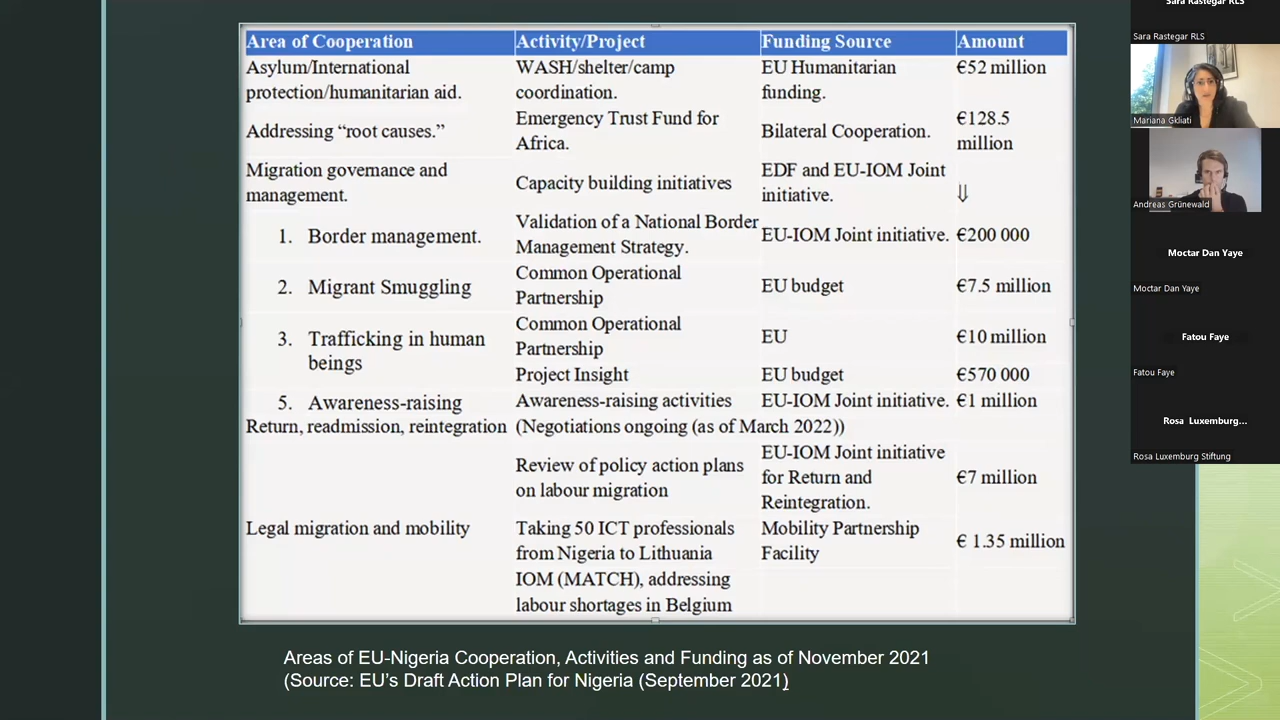 Area of Cooperation Activity/Project Funding Source Amount
Asylum/International WASH/shelter/camp EU Humanitarian €52 million
protection/humanitarian aid. coordination. funding.
Addressing “root causes.” Emergency Trust Fund for Africa. Bilateral Cooperation. €128.5 million
Migration governance and management. Capacity building initiatives EDF and EU-IOM Joint initiative. ⇓
1. Border management. Validation of a National Border Management Strategy. EU-IOM Joint initiative. €200 000
2. Migrant Smuggling Common Operational Partnership EU budget €7.5 million
3. Trafficking in human beings Common Operational Partnership EU €10 million
Project Insight EU budget €570 000
5. Awareness-raising Awareness-raising activities EU-IOM Joint initiative. €1 million
Return, readmission, reintegration (Negotiations ongoing (as of March 2022))
Review of policy action plans on labour migration EU-IOM Joint initiative for Return and Reintegration. €7 million
Legal migration and mobility Taking 50 ICT professionals from Nigeria to Lithuania Mobility Partnership Facility € 1.35 million
IOM (MATCH), addressing
labour shortages in Belgium
Areas of EU-Nigeria Cooperation, Activities and Funding as of November 2021
(Source: EU’s Draft Action Plan for Nigeria (September 2021)
Sara Rastegar RLS
Sara Rastegar RLS
Mariana Gkliati
Andreas Grünewald
Moctar Dan Yaye
Moctar Dan Yaye
Fatou Faye
Fatou Faye
Rosa Luxemburg...
Rosa Luxemburg Stiftung